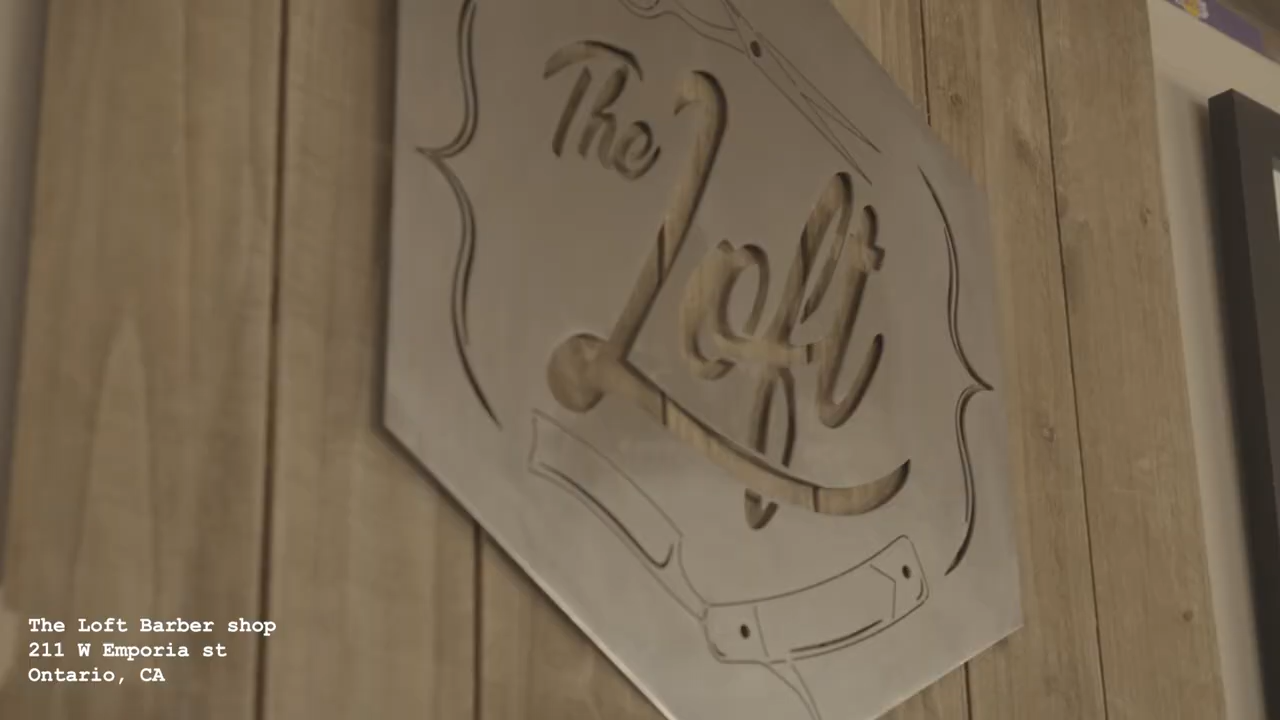 The
Loft
The Loft Barber shop
211 W Emporia st
Ontario, CA